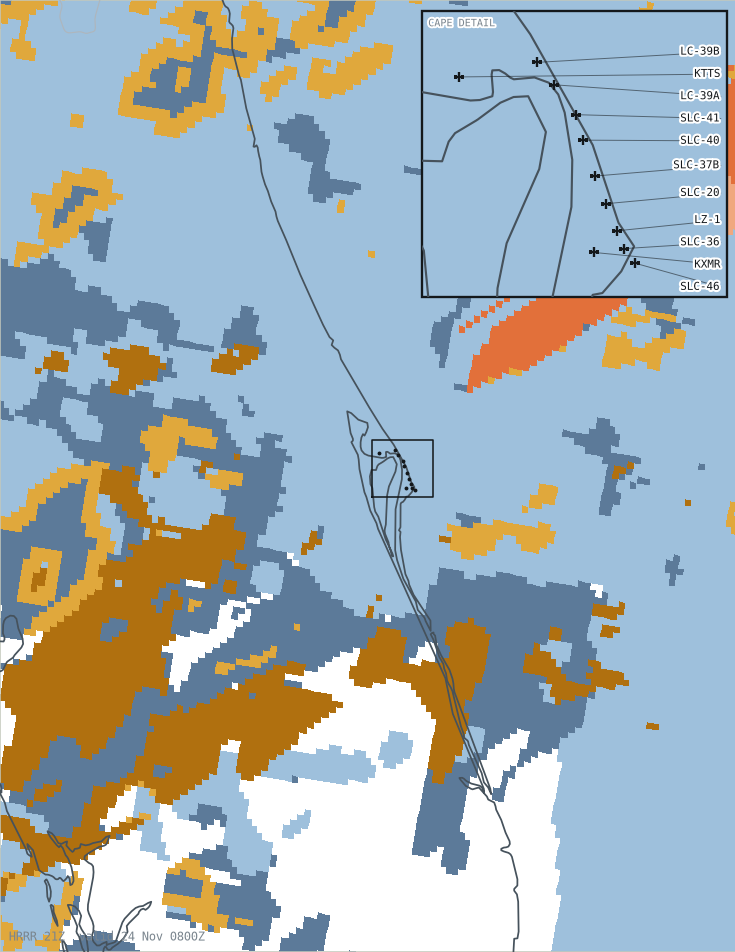 CAPE DETAIL
LC-39B
KTTS
LC-39A
SLC-41
SLC-40
SLC-37B
SLC-20
LZ-1
SLC-36
KXMR
SLC-46
HRRR 21Z 24 Nov 0800Z